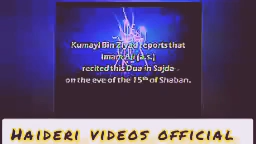 Kumayl Bin Ziyad reports that
Imam Ali (a.s.)
recited this Dua in Sajda
on the eve of the 15th of Shaban.
HAIDERI VIDEOS OFFICIAL